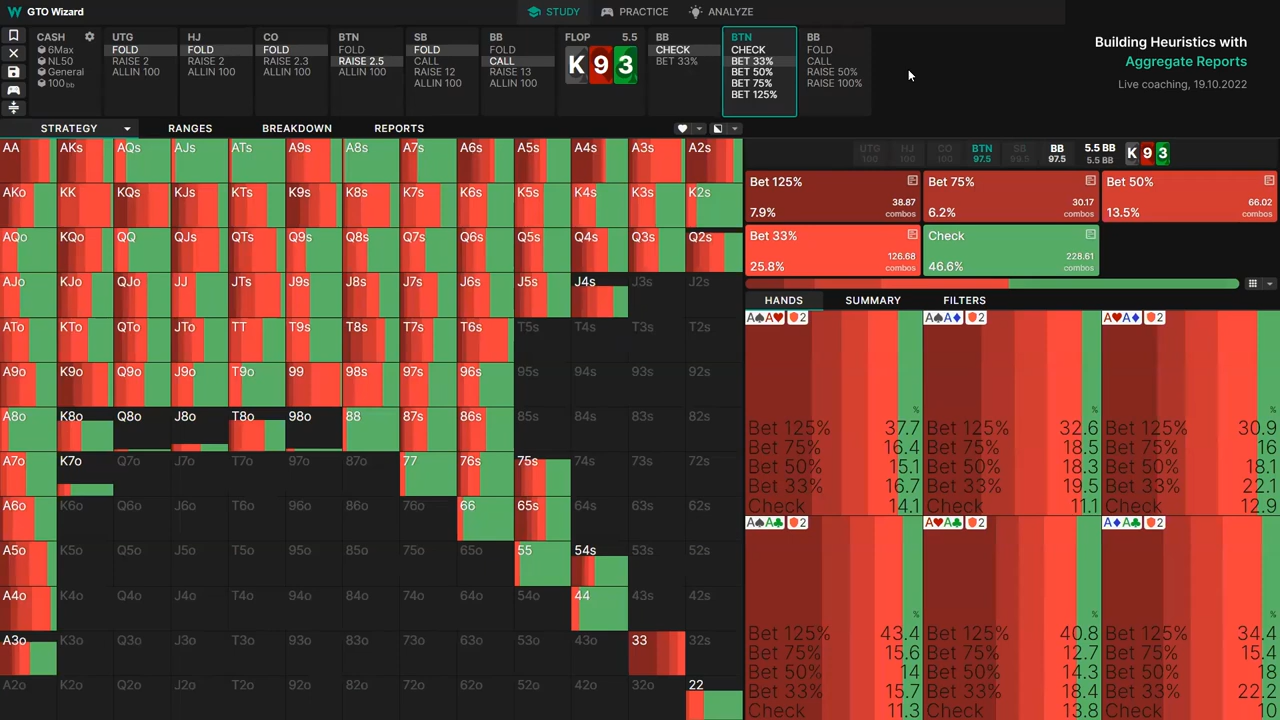 GTO Wizard
STUDY
PRACTICE
ANALYZE
CASH
6Max
NL50
General
100bb
UTG
FOLD
RAISE 2
ALLIN 100
HJ
FOLD
RAISE 2
ALLIN 100
CO
FOLD
RAISE 2.3
ALLIN 100
BTN
FOLD
RAISE 2.5
ALLIN 100
SB
FOLD
CALL
RAISE 12
ALLIN 100
BB
FOLD
CALL
RAISE 13
ALLIN 100
FLOP 5.5
K 9 3
BB
CHECK
BET 33%
BTN
CHECK
BET 33%
BET 50%
BET 75%
BET 125%
BB
FOLD
CALL
RAISE 50%
RAISE 100%
Building Heuristics with
Aggregate Reports
Live coaching, 19.10.2022
STRATEGY
RANGES
BREAKDOWN
REPORTS
AA AKs AQs AJs ATs A9s A8s A7s A6s A5s A4s A3s A2s
AKo KK KQs KJs KTs K9s K8s K7s K6s K5s K4s K3s K2s
AQo KQo QQ QJs QTs Q9s Q8s Q7s Q6s Q5s Q4s Q3s Q2s
AJo KJo QJo JJ JTs J9s J8s J7s J6s J5s J4s J3s J2s
ATo KTo QTo JTo TT T9s T8s T7s T6s T5s T4s T3s T2s
A9o K9o Q9o J9o T9o 99 98s 97s 96s 95s 94s 93s 92s
A8o K8o Q8o J8o T8o 98o 88 87s 86s 85s 84s 83s 82s
A7o K7o Q7o J7o T7o 97o 87o 77 76s 75s 74s 73s 72s
A6o K6o Q6o J6o T6o 96o 86o 76o 66 65s 64s 63s 62s
A5o K5o Q5o J5o T5o 95o 85o 75o 65o 55 54s 53s 52s
A4o K4o Q4o J4o T4o 94o 84o 74o 64o 54o 44 43s 42s
A3o K3o Q3o J3o T3o 93o 83o 73o 63o 53o 43o 33 32s
A2o K2o Q2o J2o T2o 92o 82o 72o 62o 52o 42o 32o 22
UTG
100
HJ
100
CO
100
BTN
97.5
SB
99.5
BB
97.5
5.5 BB
5.5 BB
K 9 3
Bet 125%
38.87
7.9%
combos
Bet 75%
30.17
6.2%
combos
Bet 50%
66.02
13.5%
combos
Bet 33%
126.68
25.8%
combos
Check
228.61
46.6%
combos
HANDS
SUMMARY
FILTERS
A♠A♥ 2
%
Bet 125% 37.7
Bet 75% 16.4
Bet 50% 15.1
Bet 33% 16.7
Check 14.1
A♠A♦ 2
%
Bet 125% 32.6
Bet 75% 18.5
Bet 50% 18.3
Bet 33% 19.5
Check 11.1
A♥A♦ 2
%
Bet 125% 30.9
Bet 75% 16
Bet 50% 18.1
Bet 33% 22.1
Check 12.9
A♠A♣ 2
%
Bet 125% 43.4
Bet 75% 15.6
Bet 50% 14
Bet 33% 15.7
Check 11.3
A♥A♣ 2
%
Bet 125% 40.8
Bet 75% 12.7
Bet 50% 14.3
Bet 33% 18.4
Check 13.8
A♦A♣ 2
%
Bet 125% 34.4
Bet 75% 15.4
Bet 50% 18
Bet 33% 22.2
Check 10